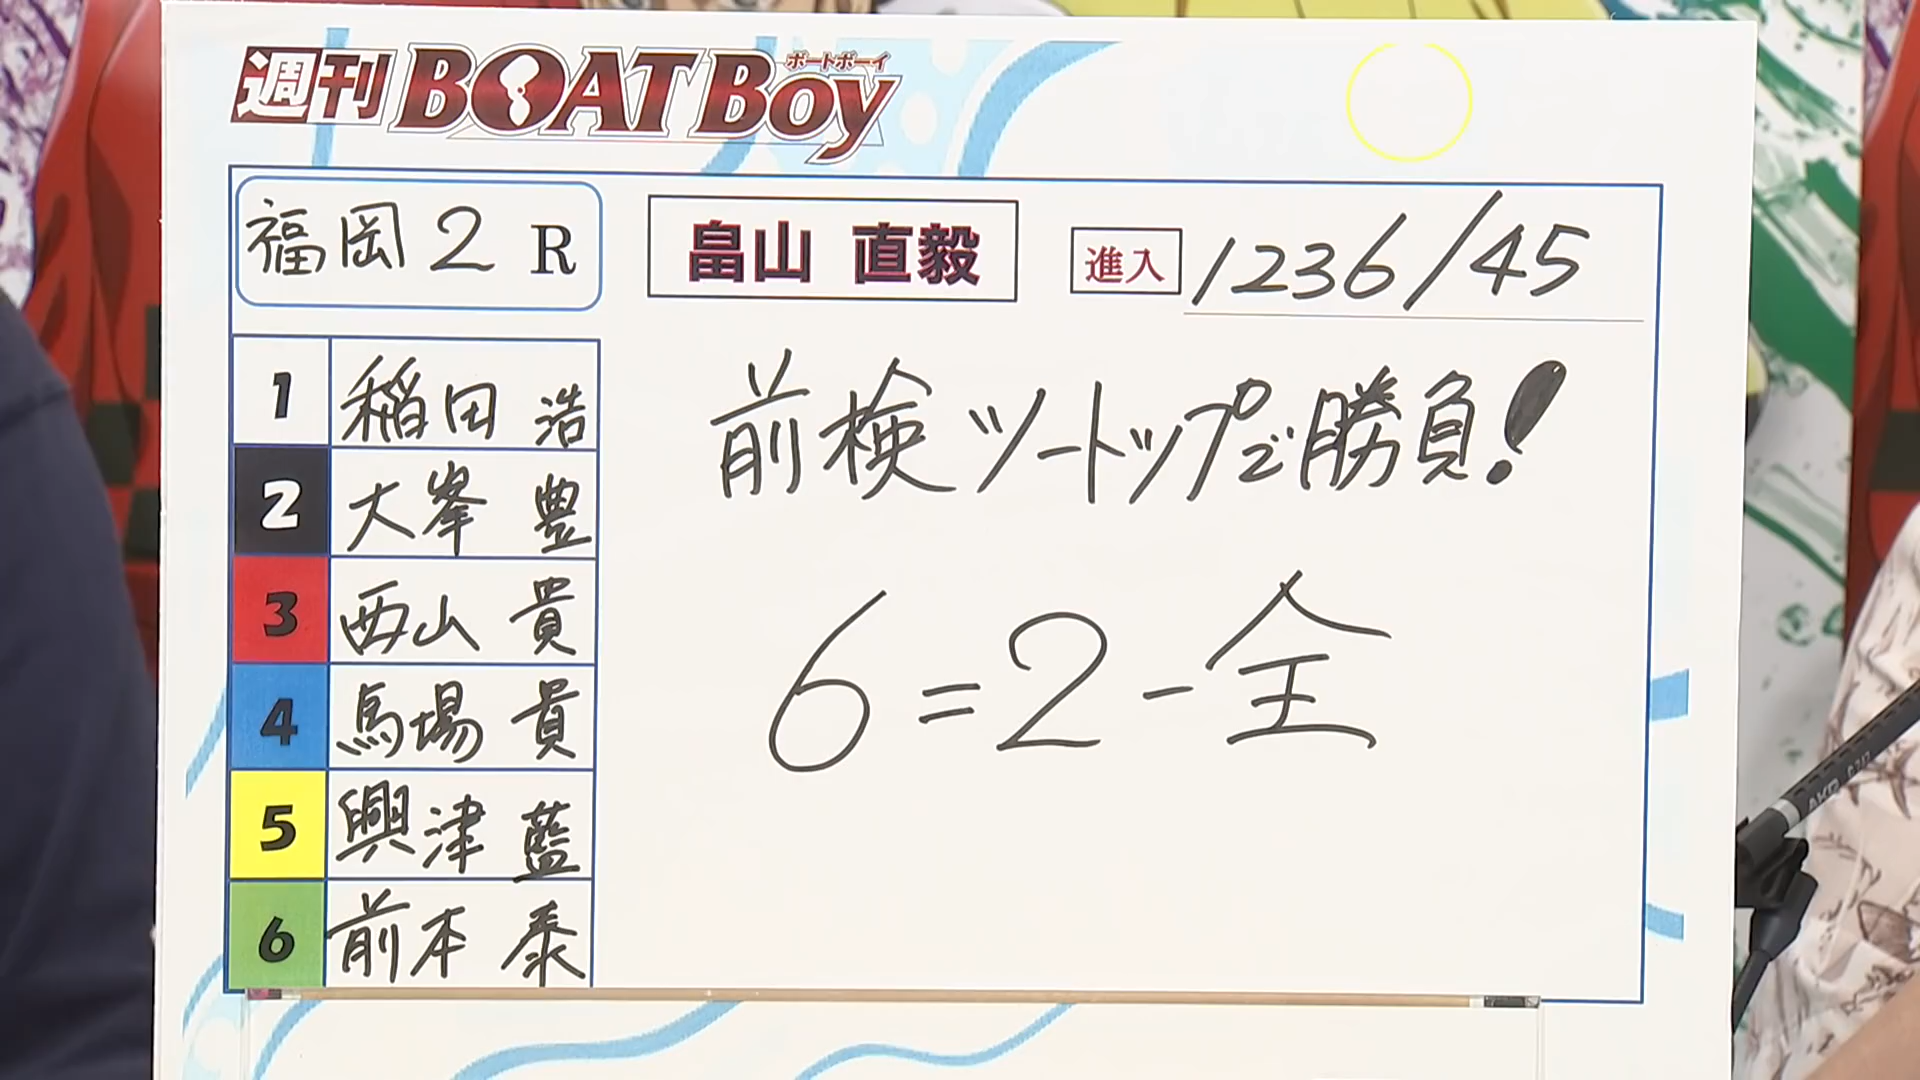 週刊 BOATBoy ボートボーイ
福岡2R
畠山 直毅
進入 1236/45
1 稲田 浩
2 大峯 豊
3 西山 貴
4 馬場 貴
5 興津 藍
6 前本 泰
前検ツートップで勝負!
6=2-全